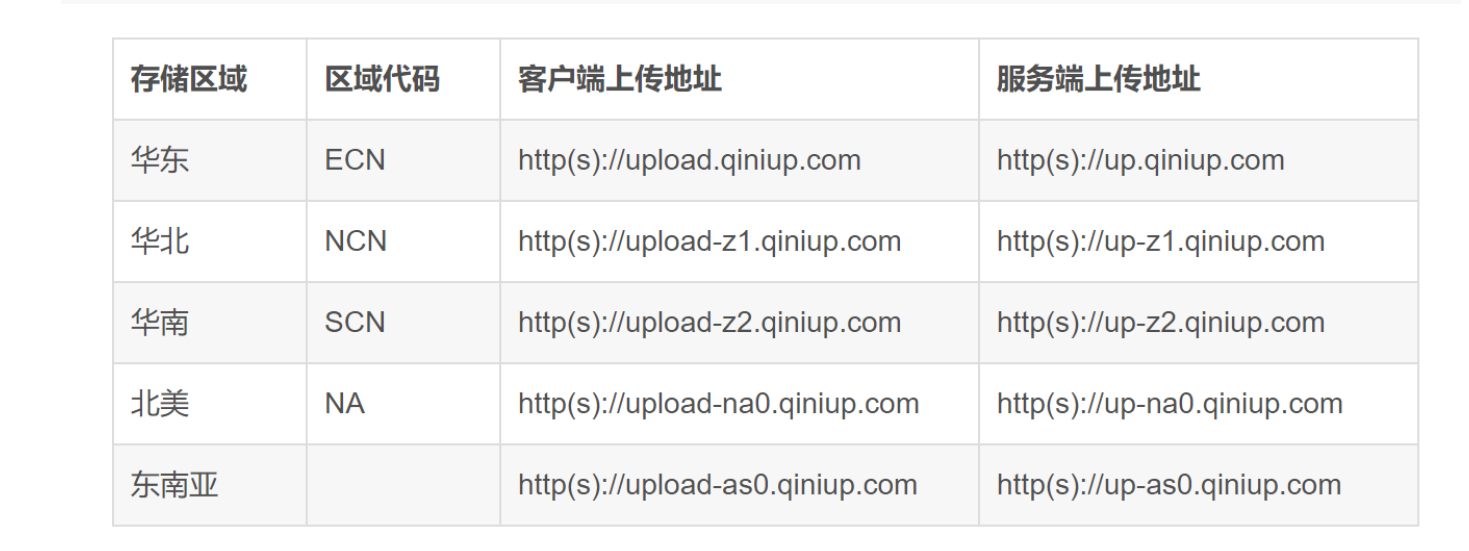 存储区域 区域代码 客户端上传地址 服务端上传地址
华东 ECN http(s)://upload.qiniup.com http(s)://up.qiniup.com
华北 NCN http(s)://upload-z1.qiniup.com http(s)://up-z1.qiniup.com
华南 SCN http(s)://upload-z2.qiniup.com http(s)://up-z2.qiniup.com
北美 NA http(s)://upload-na0.qiniup.com http(s)://up-na0.qiniup.com
东南亚 http(s)://upload-as0.qiniup.com http(s)://up-as0.qiniup.com